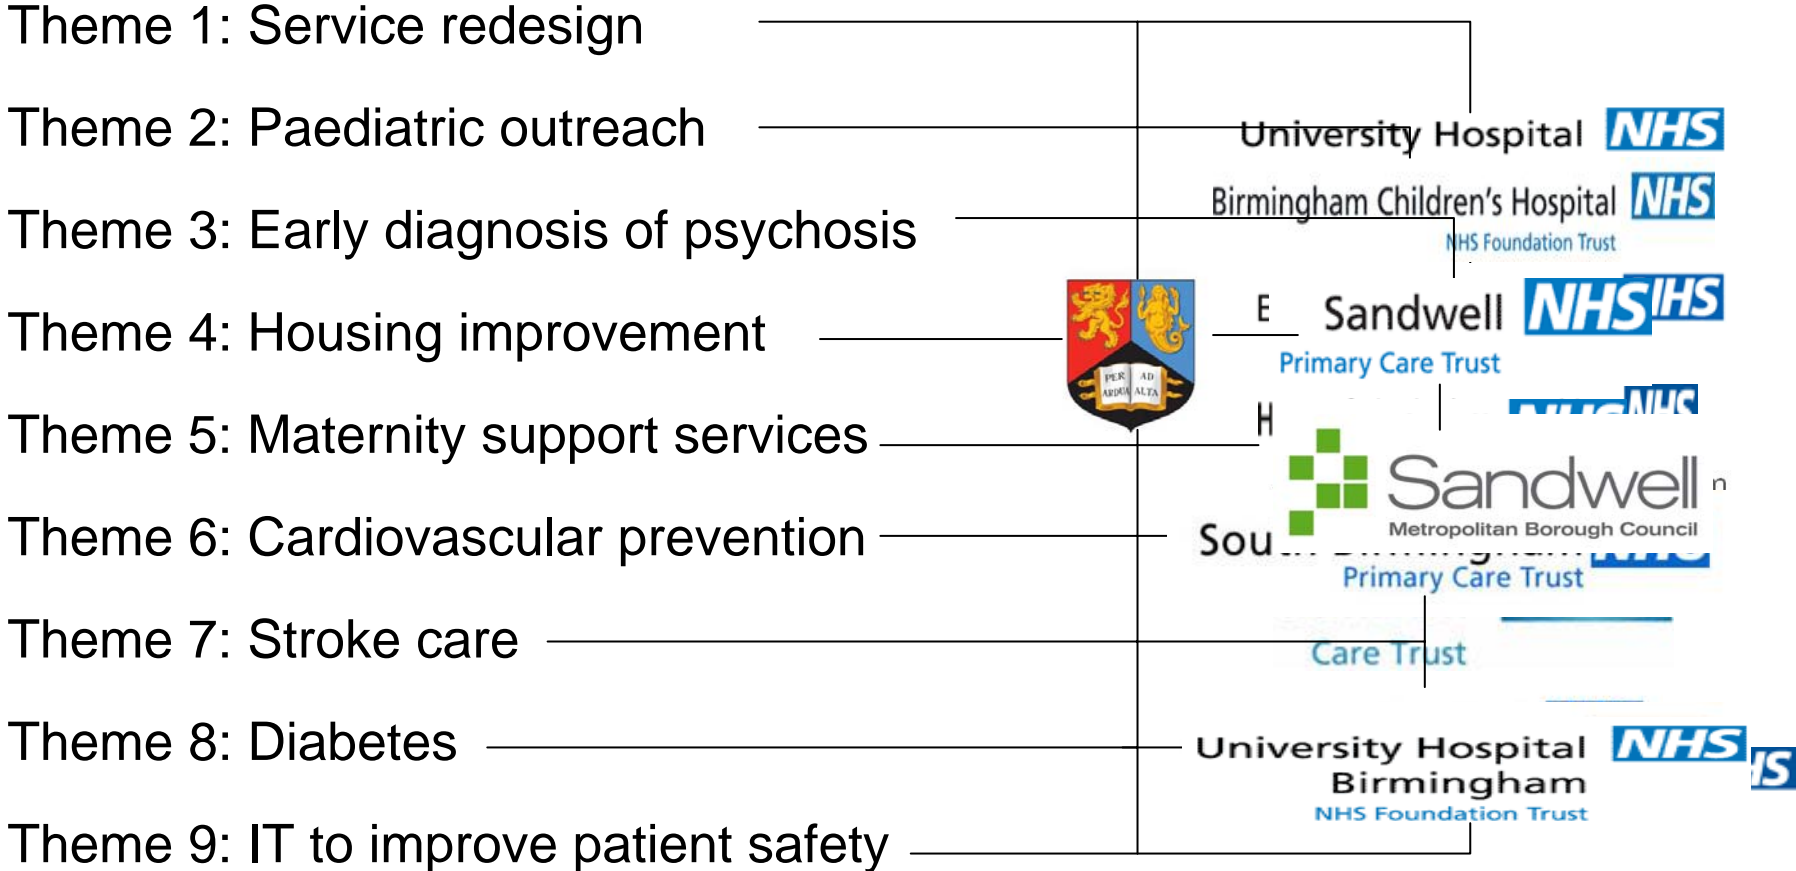 Theme 1: Service redesign
Theme 2: Paediatric outreach
University Hospital NHS
Birmingham Children's Hospital NHS
NHS Foundation Trust
Theme 3: Early diagnosis of psychosis
Theme 4: Housing improvement
PER AD
ARDUA ALTA
E Sandwell NHS HS
Primary Care Trust
Theme 5: Maternity support services
H NHS NHS
Sandwell n
Metropolitan Borough Council
Theme 6: Cardiovascular prevention
Sou
Primary Care Trust
Theme 7: Stroke care
Care Trust
Theme 8: Diabetes
University Hospital NHS
Birmingham HS
NHS Foundation Trust
Theme 9: IT to improve patient safety